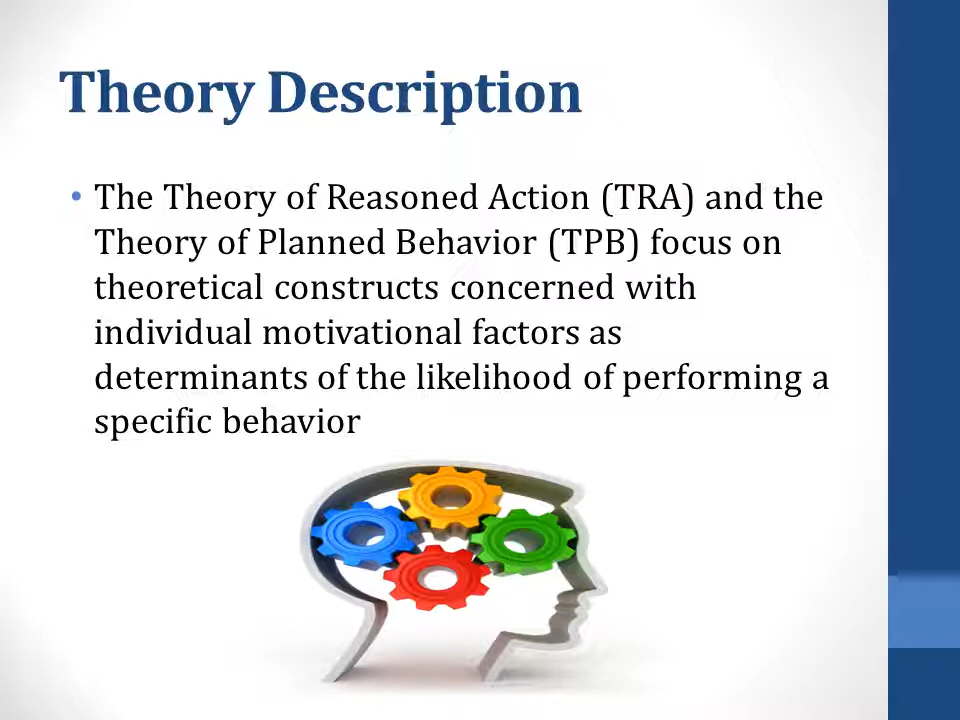 Theory Description
• The Theory of Reasoned Action (TRA) and the
Theory of Planned Behavior (TPB) focus on
theoretical constructs concerned with
individual motivational factors as
determinants of the likelihood of performing a
specific behavior